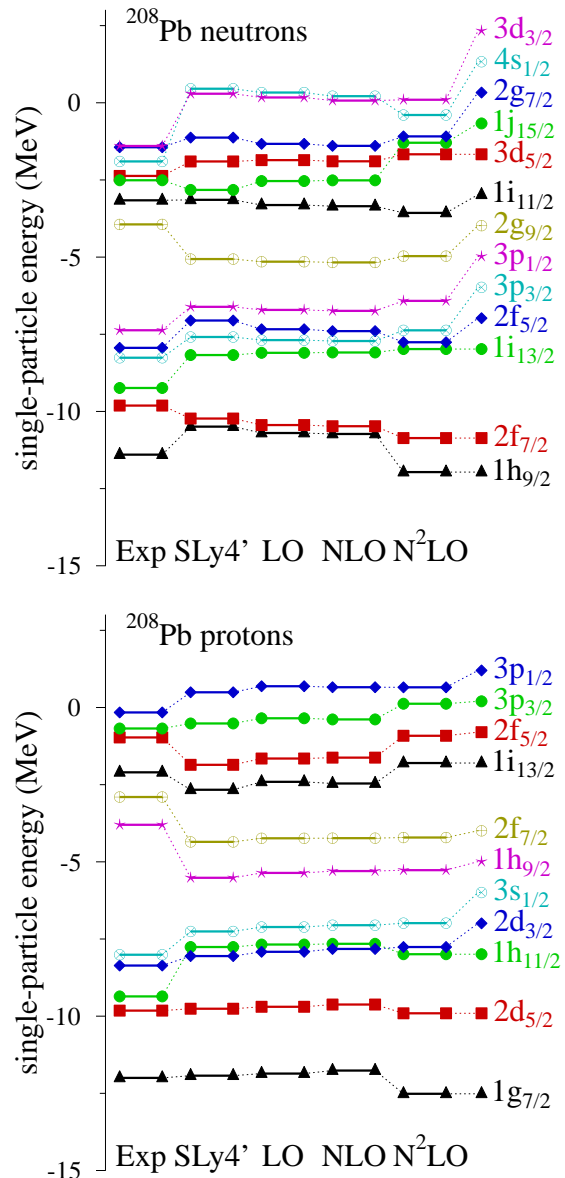 ²⁰⁸Pb neutrons
single-particle energy (MeV)
0
-5
-10
-15
3d₃/₂
4s₁/₂
2g₇/₂
1j₁₅/₂
3d₅/₂
1i₁₁/₂
2g₉/₂
3p₁/₂
3p₃/₂
2f₅/₂
1i₁₃/₂
2f₇/₂
1h₉/₂
Exp SLy4' LO NLO N²LO
²⁰⁸Pb protons
single-particle energy (MeV)
0
-5
-10
-15
3p₁/₂
3p₃/₂
2f₅/₂
1i₁₃/₂
2f₇/₂
1h₉/₂
3s₁/₂
2d₃/₂
1h₁₁/₂
2d₅/₂
1g₇/₂
Exp SLy4' LO NLO N²LO